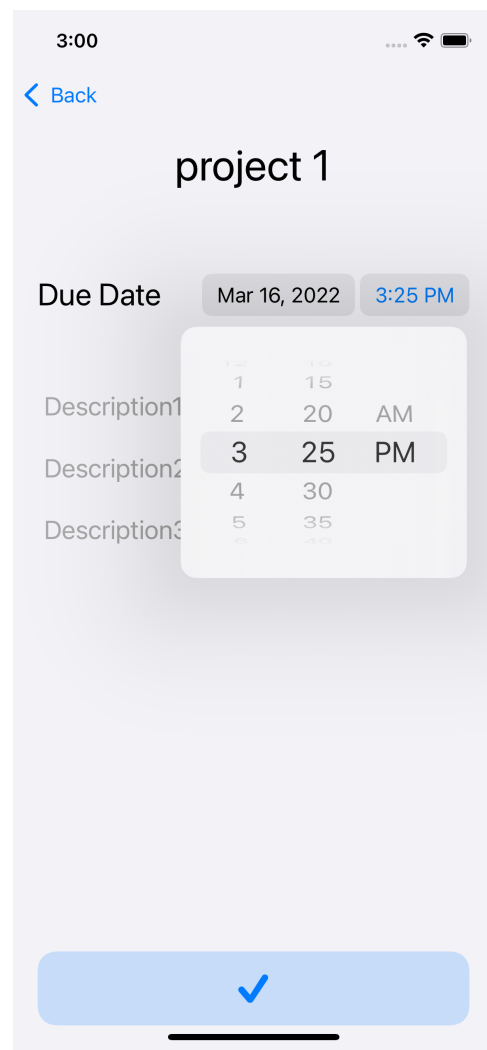 3:00
Back
project 1
Due Date Mar 16, 2022 3:25 PM
1 15
Description1 2 20 AM
3 25 PM
Description2 4 30
Description3 5 35